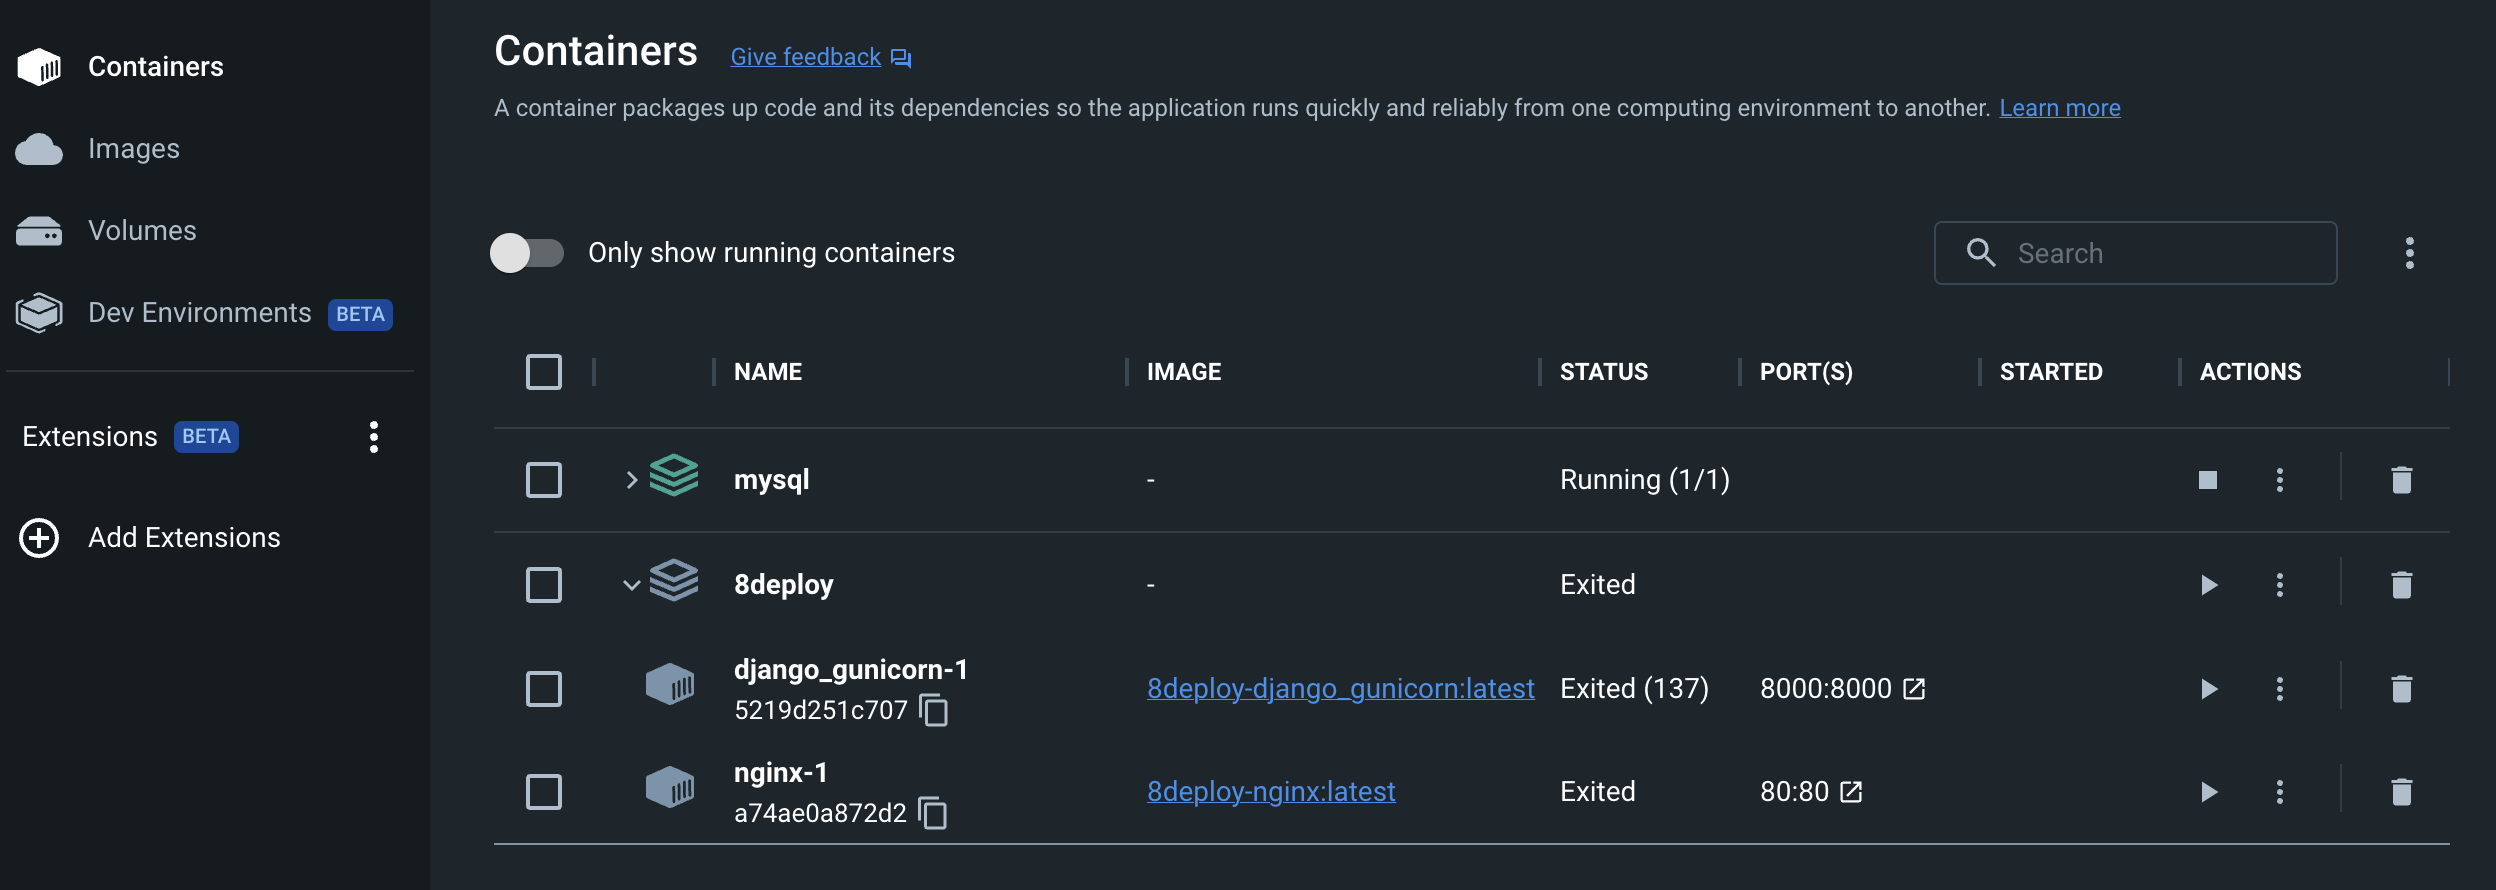 Containers
Images
Volumes
Dev Environments BETA
Extensions BETA
Add Extensions
Containers Give feedback
A container packages up code and its dependencies so the application runs quickly and reliably from one computing environment to another. Learn more
Only show running containers Search
NAME IMAGE STATUS PORT(S) STARTED ACTIONS
mysql - Running (1/1)
8deploy - Exited
django_gunicorn-1
5219d251c707 8deploy-django_gunicorn:latest Exited (137) 8000:8000
nginx-1
a74ae0a872d2 8deploy-nginx:latest Exited 80:80